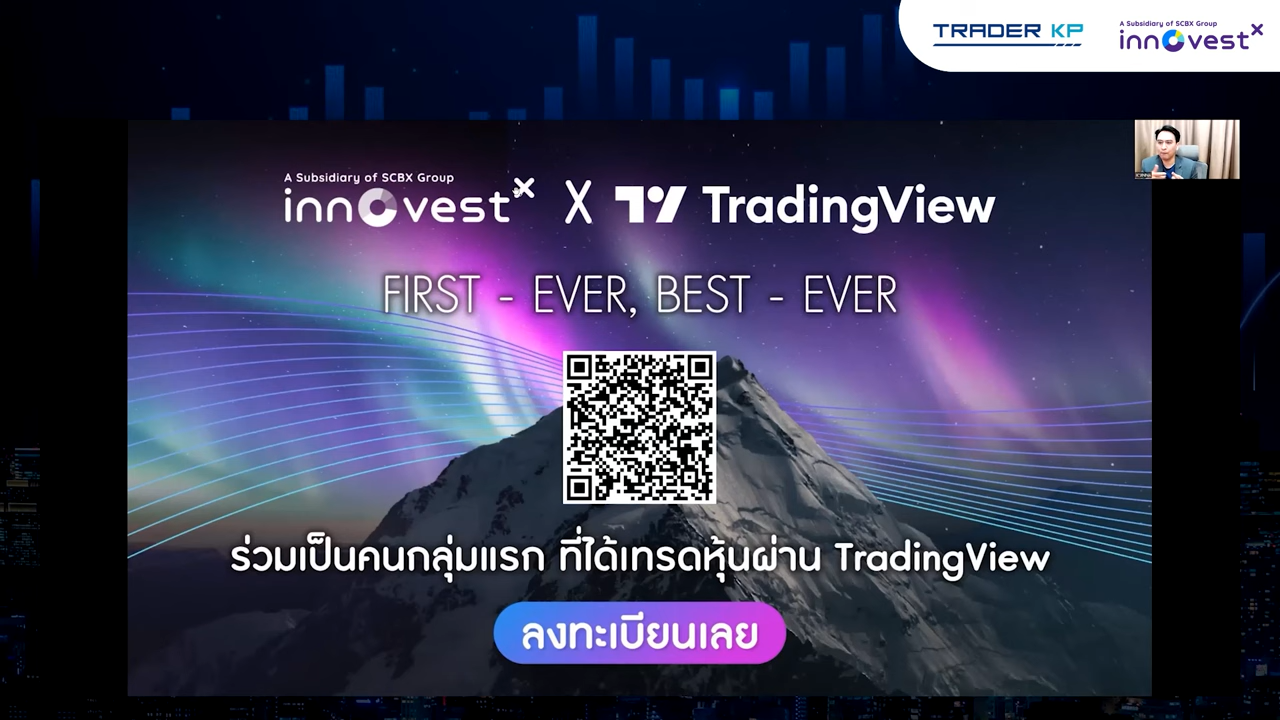 TRADER KP
A Subsidiary of SCBX Group
innovestx
A Subsidiary of SCBX Group
innovestx X TradingView
FIRST - EVER, BEST - EVER
ร่วมเป็นคนกลุ่มแรก ที่ได้เทรดหุ้นผ่าน TradingView
ลงทะเบียนเลย